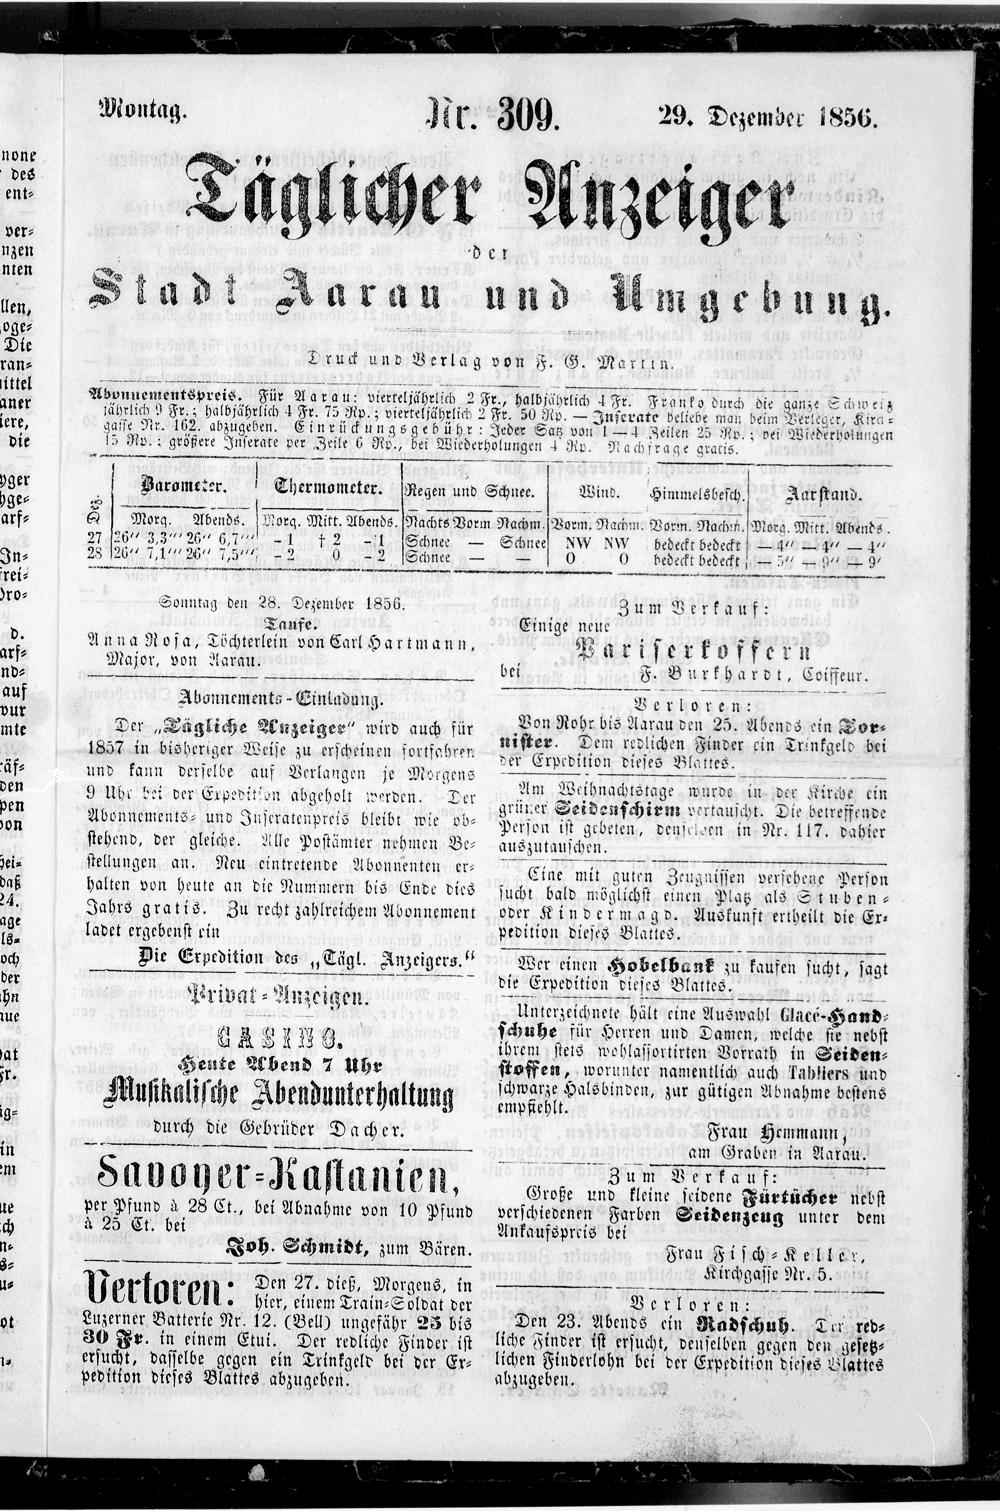 Montag.
Nr. 309.
29. Dezember 1856.
Täglicher Anzeiger
der
Stadt Aarau und Umgebung.
Druck und Verlag von F. G. Martin.
Abonnementspreis. Für Aarau: vierteljährlich 2 Fr., halbjährlich 4 Fr. Franko durch die ganze Schweiz
jährlich 9 Fr.; halbjährlich 4 Fr. 75 Rp.; vierteljährlich 2 Fr. 50 Rp. — Inserate beliebe man beim Verleger, Kirch-
gasse Nr. 162. abzugeben. Einrückungsgebühr: Jeder Satz von 1—4 Zeilen 25 Rp.; bei Wiederholungen
15 Rp.; größere Inserate per Zeile 6 Rp., bei Wiederholungen 4 Rp. Nachfrage gratis.
Dez. Barometer. Thermometer. Regen und Schnee. Wind. Himmelsbesch. Aarstand.
Morg. Abends. Morg. Mitt. Abends. Nachts Vorm Nachm. Vorm. Nachm. Vorm. Nachm. Morg. Mitt. Abends.
27 26″ 3,3‴ 26″ 6,7‴ -1 †2 -1 Schnee — Schnee NW NW bedeckt bedeckt — 4″ — 4″ — 4″
28 26″ 7,1‴ 26″ 7,5‴ -2 0 -2 Schnee — — O O bedeckt bedeckt — 5″ — 9″ — 9″
Sonntag den 28. Dezember 1856.
Taufe.
Anna Rosa, Töchterlein von Carl Hartmann,
Major, von Aarau.
Abonnements-Einladung.
Der „Tägliche Anzeiger“ wird auch für
1857 in bisheriger Weise zu erscheinen fortfahren
und kann derselbe auf Verlangen je Morgens
9 Uhr bei der Expedition abgeholt werden. Der
Abonnements- und Inseratenpreis bleibt wie ob-
stehend, der gleiche. Alle Postämter nehmen Be-
stellungen an. Neu eintretende Abonnenten er-
halten von heute an die Nummern bis Ende dies
Jahrs gratis. Zu recht zahlreichem Abonnement
ladet ergebenst ein
Die Expedition des „Tägl. Anzeigers.“
Privat-Anzeigen.
CASINO.
Heute Abend 7 Uhr
Musikalische Abendunterhaltung
durch die Gebrüder Dacher.
Savoyer-Kastanien,
per Pfund à 28 Ct., bei Abnahme von 10 Pfund
à 25 Ct. bei
Joh. Schmidt, zum Bären.
Verloren: Den 27. dieß, Morgens, in
hier, einem Train-Soldat der
Luzerner Batterie Nr. 12. (Bell) ungefähr 25 bis
30 Fr. in einem Etui. Der redliche Finder ist
ersucht, dasselbe gegen ein Trinkgeld bei der Ex-
pedition dieses Blattes abzugeben.
Zum Verkauf:
Einige neue
Pariserkoffern
bei F. Burkhardt, Coiffeur.
Verloren:
Von Rohr bis Aarau den 25. Abends ein Tor-
nister. Dem redlichen Finder ein Trinkgeld bei
der Expedition dieses Blattes.
Am Weihnachtstage wurde in der Kirche ein
grüner Seidenschirm vertauscht. Die betreffende
Person ist gebeten, denselben in Nr. 117. dahier
auszutauschen.
Eine mit guten Zeugnissen versehene Person
sucht bald möglichst einen Platz als Stuben-
oder Kindermagd. Auskunft ertheilt die Ex-
pedition dieses Blattes.
Wer einen Hobelbank zu kaufen sucht, sagt
die Expedition dieses Blattes.
Unterzeichnete hält eine Auswahl Glacé-Hand-
schuhe für Herren und Damen, welche sie nebst
ihrem stets wohlassortirten Vorrath in Seiden-
stoffen, worunter namentlich auch Tabliers und
schwarze Halsbinden, zur gütigen Abnahme bestens
empfiehlt.
Frau Hemmann,
am Graben in Aarau.
Zum Verkauf:
Große und kleine seidene Fürtücher nebst
verschiedenen Farben Seidenzeug unter dem
Ankaufspreis bei
Frau Fisch-Keller,
Kirchgasse Nr. 5.
Verloren:
Den 23. Abends ein Radschuh. Der red-
liche Finder ist ersucht, denselben gegen den gesetz-
lichen Finderlohn bei der Expedition dieses Blattes
abzugeben.